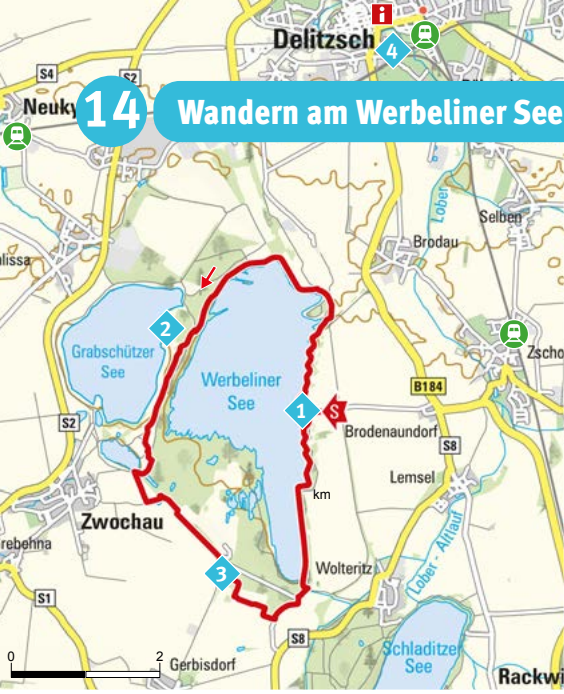 i
Delitzsch
4
S4
S2
Neuky
14 Wandern am Werbeliner See
Lober
Selben
Brodau
lissa
2
Grabschützer
See
Zscho
Werbeliner
See
B184
1
S
S2
Brodenaundorf
S8
Lemsel
km
Zwochau
rebehna
Lober - Altlauf
3
Wolteritz
S1
S8
Schladitzer
See
0
2
Gerbisdorf
Rackwi